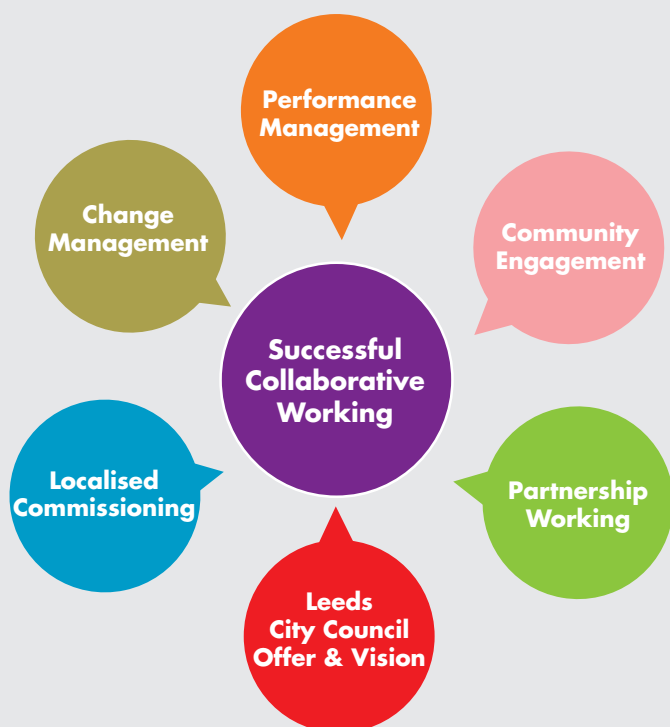 Performance
Management
Change
Management
Community
Engagement
Successful
Collaborative
Working
Localised
Commissioning
Partnership
Working
Leeds
City Council
Offer & Vision